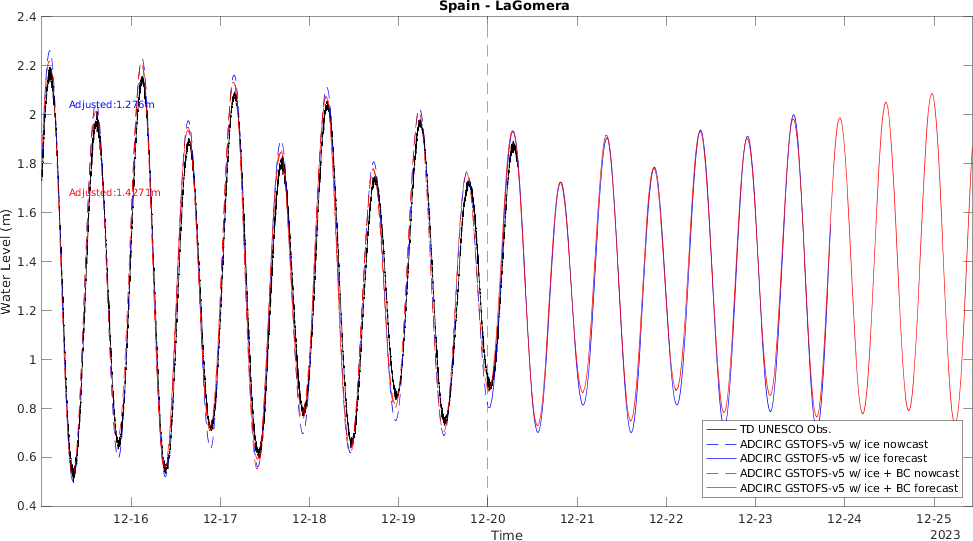 Spain - LaGomera
2.4
2.2
2
1.8
1.6
1.4
1.2
1
0.8
0.6
0.4
Water Level (m)
Adjusted:1.276m
Adjusted:1.4271m
TD UNESCO Obs.
ADCIRC GSTOFS-v5 w/ ice nowcast
ADCIRC GSTOFS-v5 w/ ice forecast
ADCIRC GSTOFS-v5 w/ ice + BC nowcast
ADCIRC GSTOFS-v5 w/ ice + BC forecast
12-16 12-17 12-18 12-19 12-20 12-21 12-22 12-23 12-24 12-25
Time
2023